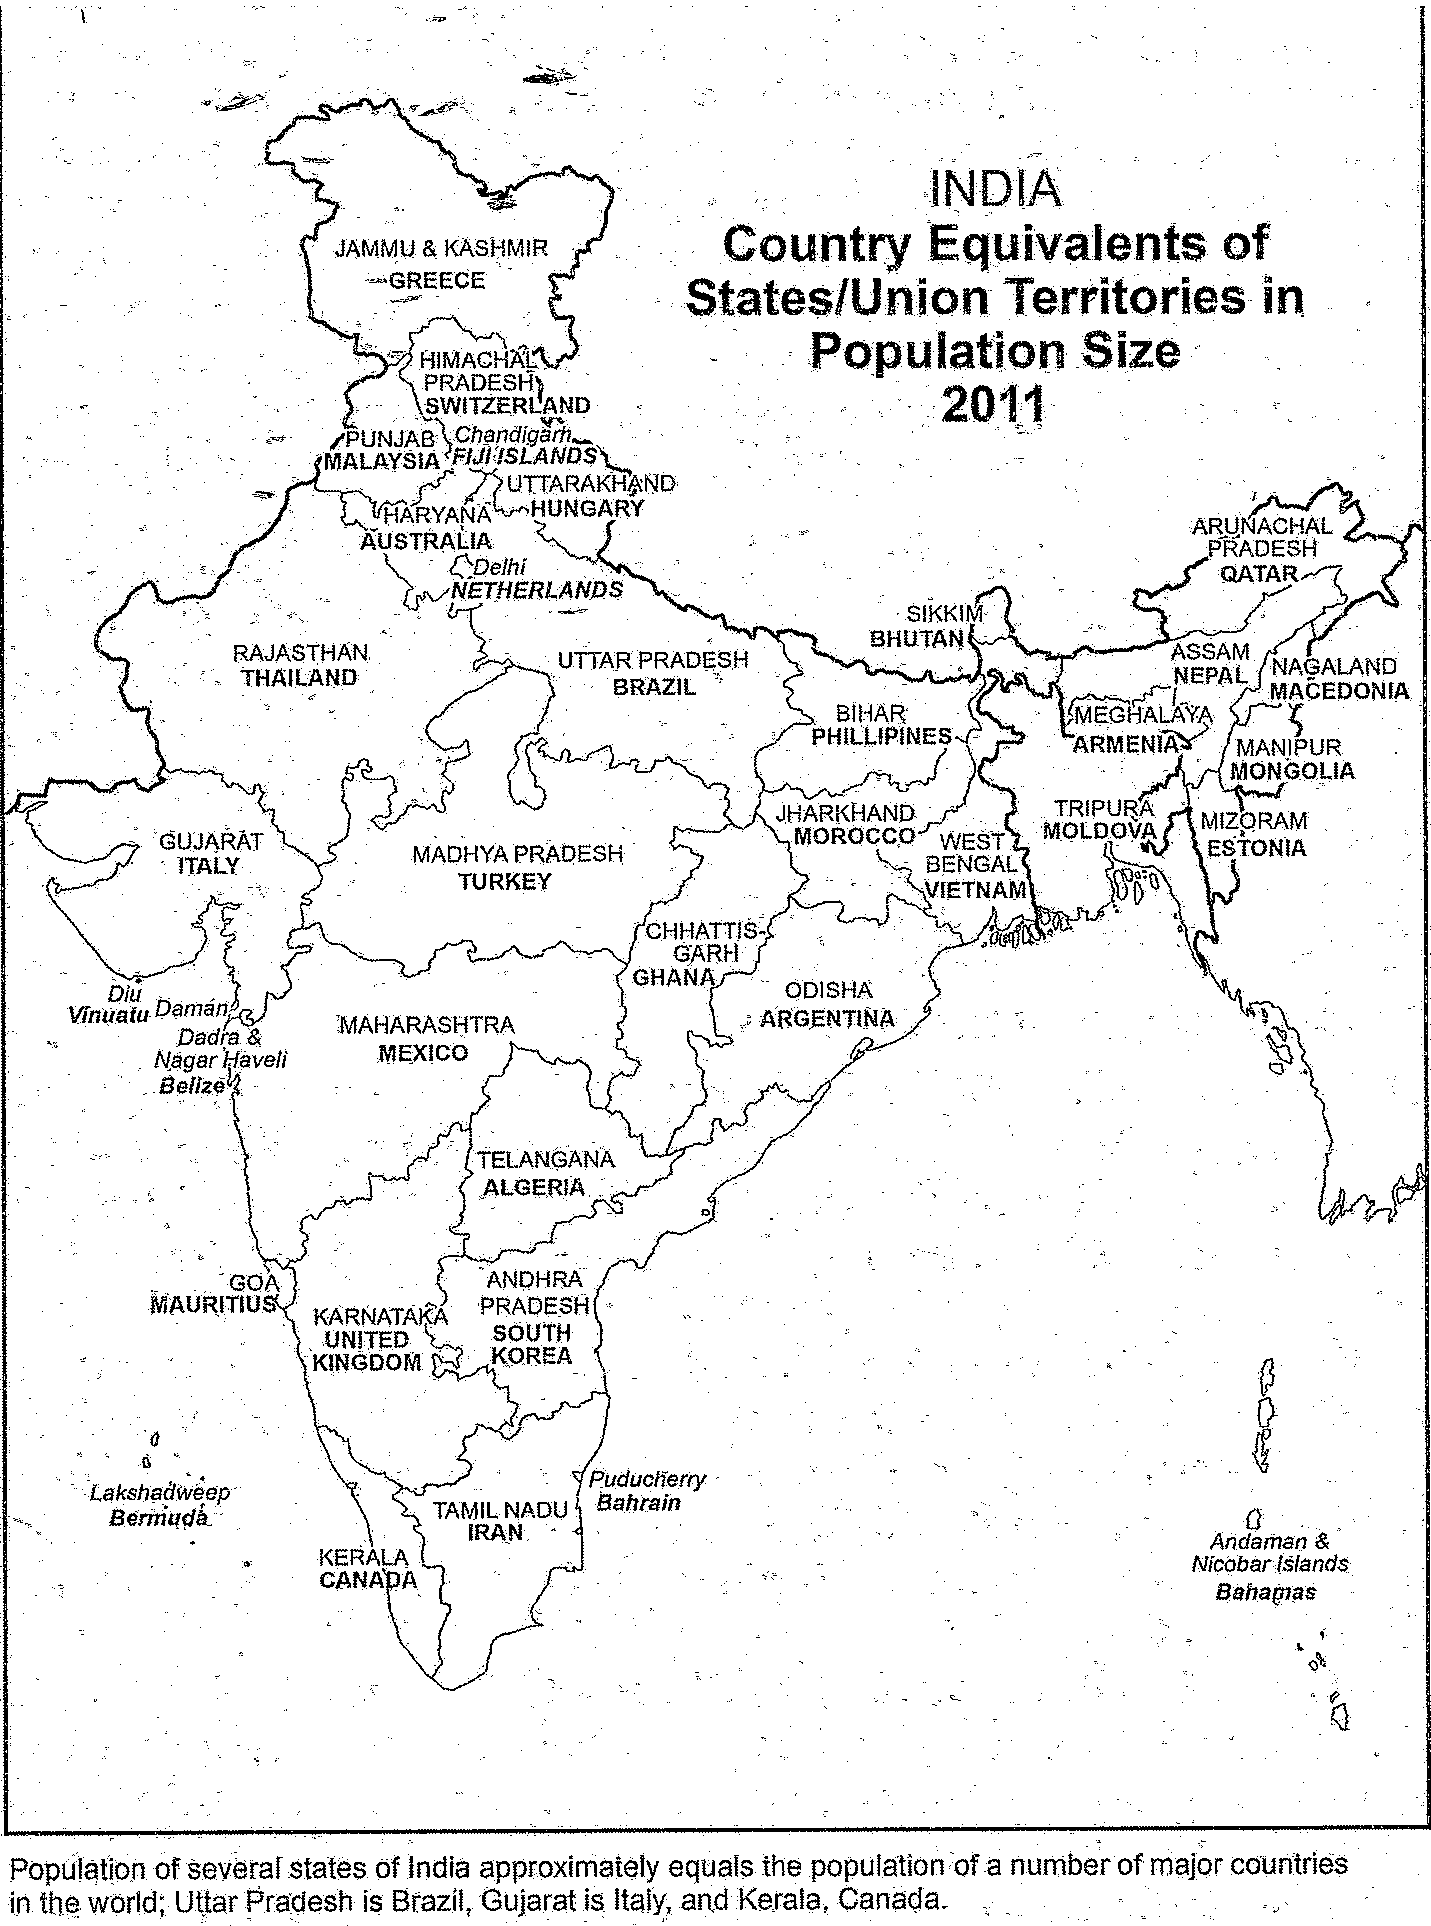 INDIA
Country Equivalents of
States/Union Territories in
Population Size
2011
JAMMU & KASHMIR
GREECE
HIMACHAL
PRADESH
SWITZERLAND
PUNJAB
MALAYSIA
Chandigarh
FIJI ISLANDS
UTTARAKHAND
HUNGARY
HARYANA
AUSTRALIA
Delhi
NETHERLANDS
ARUNACHAL
PRADESH
QATAR
SIKKIM
BHUTAN
RAJASTHAN
THAILAND
UTTAR PRADESH
BRAZIL
ASSAM
NEPAL
NAGALAND
MACEDONIA
BIHAR
PHILLIPINES
MEGHALAYA
ARMENIA
MANIPUR
MONGOLIA
GUJARAT
ITALY
MADHYA PRADESH
TURKEY
JHARKHAND
MOROCCO
WEST
BENGAL
VIETNAM
TRIPURA
MOLDOVA
MIZORAM
ESTONIA
CHHATTIS-
GARH
GHANA
ODISHA
ARGENTINA
Diu
Vinuatu
Daman
Dadra &
Nagar Haveli
Belize
MAHARASHTRA
MEXICO
TELANGANA
ALGERIA
GOA
MAURITIUS
KARNATAKA
UNITED
KINGDOM
ANDHRA
PRADESH
SOUTH
KOREA
Lakshadweep
Bermuda
Puducherry
Bahrain
TAMIL NADU
IRAN
KERALA
CANADA
Andaman &
Nicobar Islands
Bahamas
Population of several states of India approximately equals the population of a number of major countries
in the world; Uttar Pradesh is Brazil, Gujarat is Italy, and Kerala, Canada.